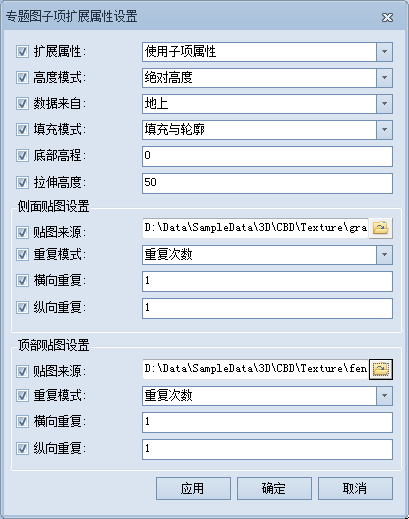 专题图子项扩展属性设置
扩展属性: 使用子项属性
高度模式: 绝对高度
数据来自: 地上
填充模式: 填充与轮廓
底部高程: 0
拉伸高度: 50
侧面贴图设置
贴图来源: D:\Data\SampleData\3D\CBD\Texture\gra
重复模式: 重复次数
横向重复: 1
纵向重复: 1
顶部贴图设置
贴图来源: D:\Data\SampleData\3D\CBD\Texture\fen
重复模式: 重复次数
横向重复: 1
纵向重复: 1
应用 确定 取消